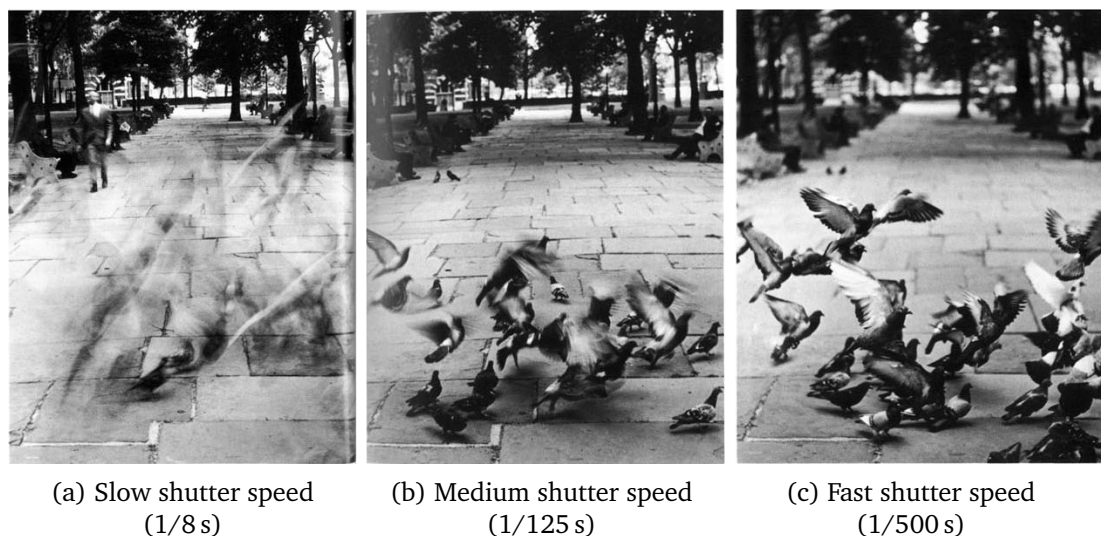 (a) Slow shutter speed
(1/8 s)
(b) Medium shutter speed
(1/125 s)
(c) Fast shutter speed
(1/500 s)